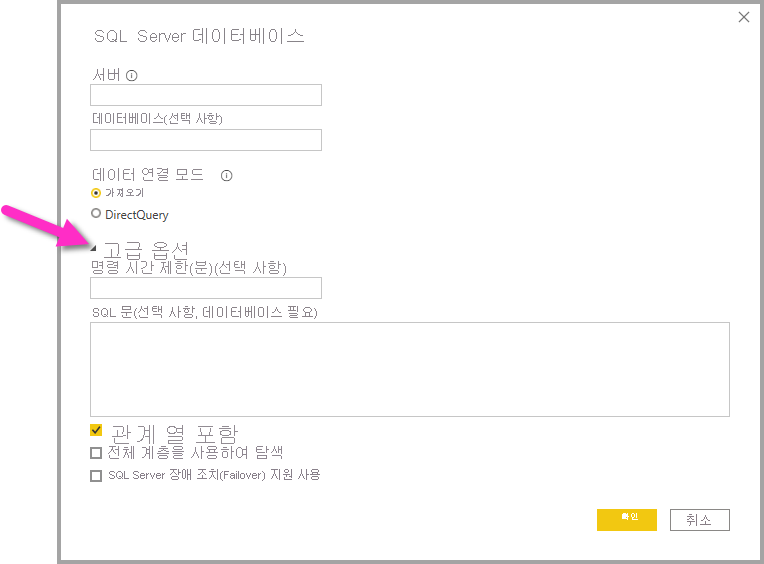 SQL Server 데이터베이스
서버
데이터베이스(선택 사항)
데이터 연결 모드
가져오기
DirectQuery
고급 옵션
명령 시간 제한(분)(선택 사항)
SQL 문(선택 사항, 데이터베이스 필요)
관계 열 포함
전체 계층을 사용하여 탐색
SQL Server 장애 조치(Failover) 지원 사용
확인 취소